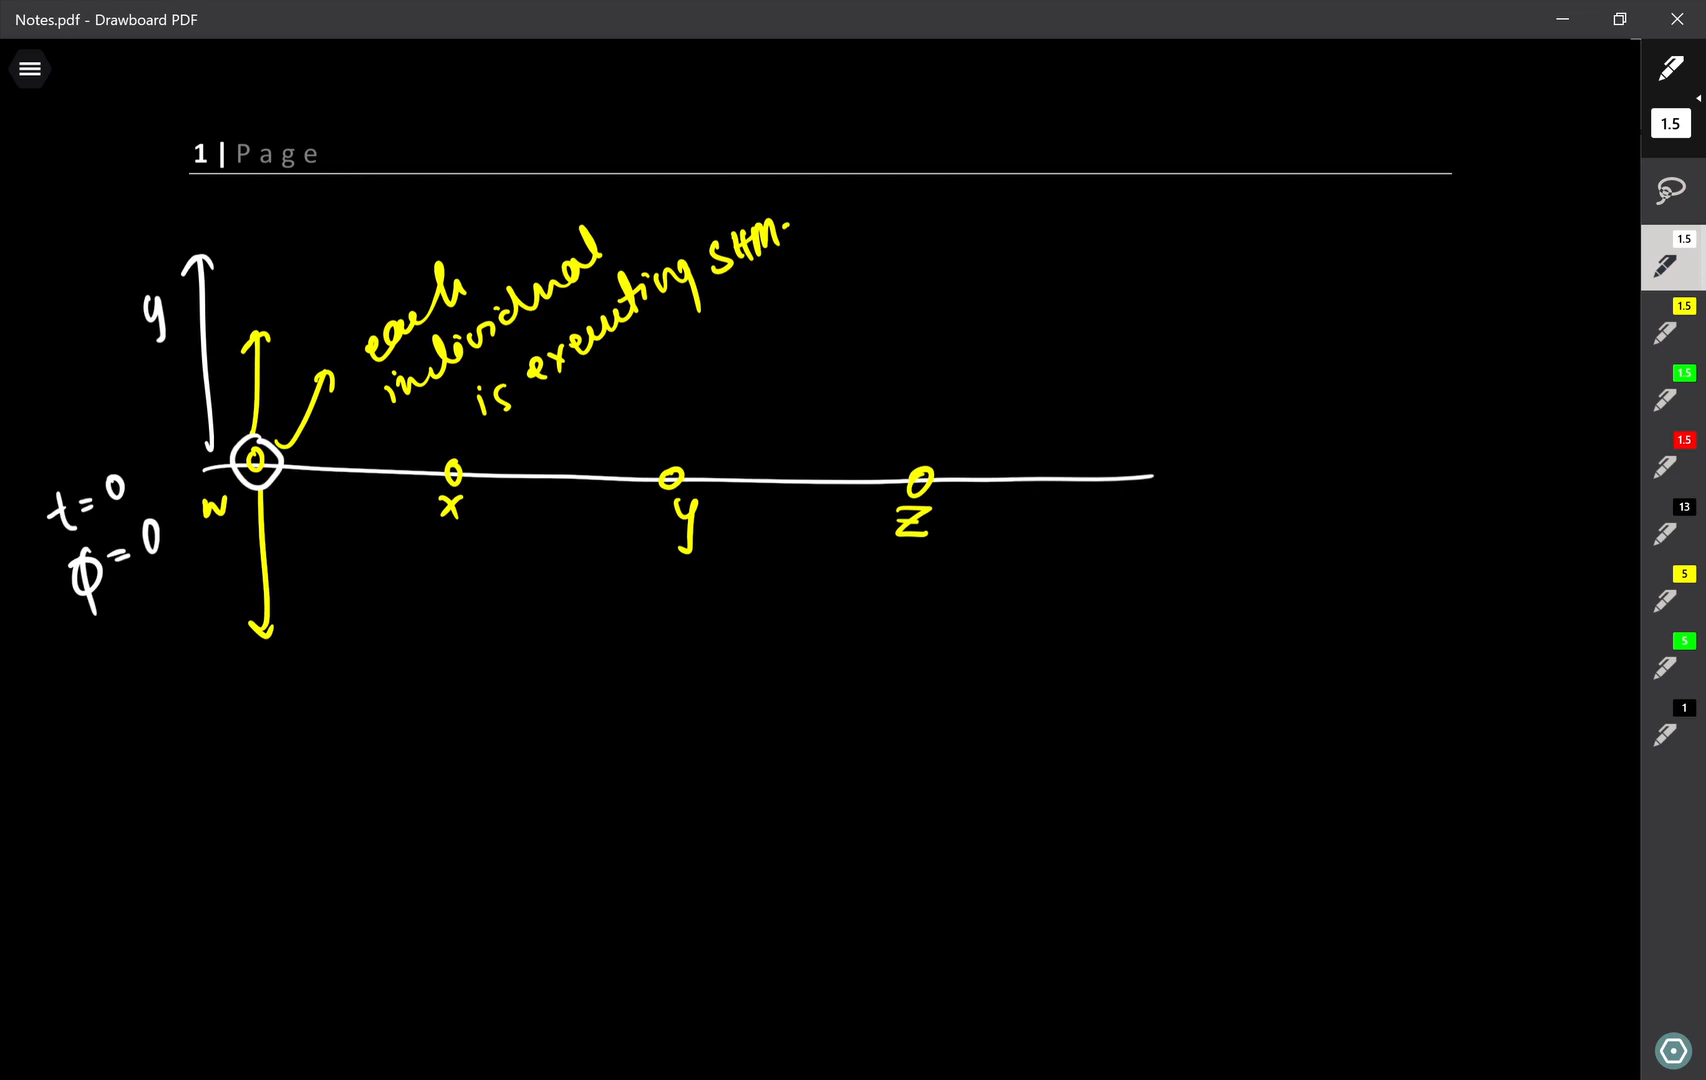 Notes.pdf - Drawboard PDF
1.5
1 | Page
each
individual
is executing SHM.
y
t = 0
ϕ = 0
w
x
y
z
1.5
1.5
1.5
1.5
13
5
5
1